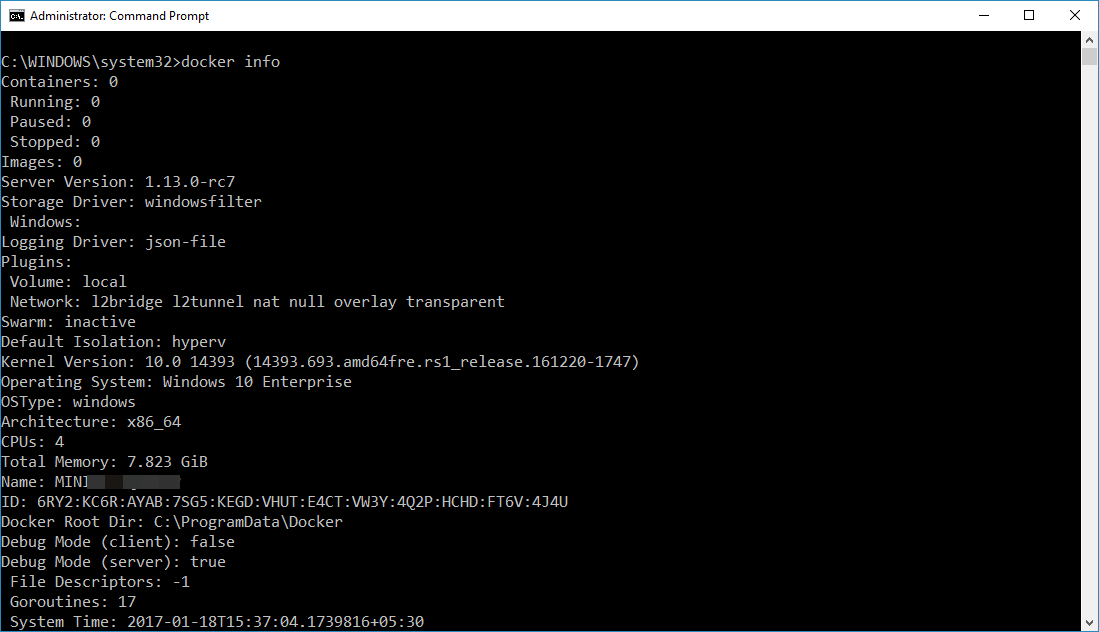 Administrator: Command Prompt
C:\WINDOWS\system32>docker info
Containers: 0
 Running: 0
 Paused: 0
 Stopped: 0
Images: 0
Server Version: 1.13.0-rc7
Storage Driver: windowsfilter
 Windows:
Logging Driver: json-file
Plugins:
 Volume: local
 Network: l2bridge l2tunnel nat null overlay transparent
Swarm: inactive
Default Isolation: hyperv
Kernel Version: 10.0 14393 (14393.693.amd64fre.rs1_release.161220-1747)
Operating System: Windows 10 Enterprise
OSType: windows
Architecture: x86_64
CPUs: 4
Total Memory: 7.823 GiB
Name:
ID: 6RY2:KC6R:AYAB:7SG5:KEGD:VHUT:E4CT:VW3Y:4Q2P:HCHD:FT6V:4J4U
Docker Root Dir: C:\ProgramData\Docker
Debug Mode (client): false
Debug Mode (server): true
 File Descriptors: -1
 Goroutines: 17
 System Time: 2017-01-18T15:37:04.1739816+05:30